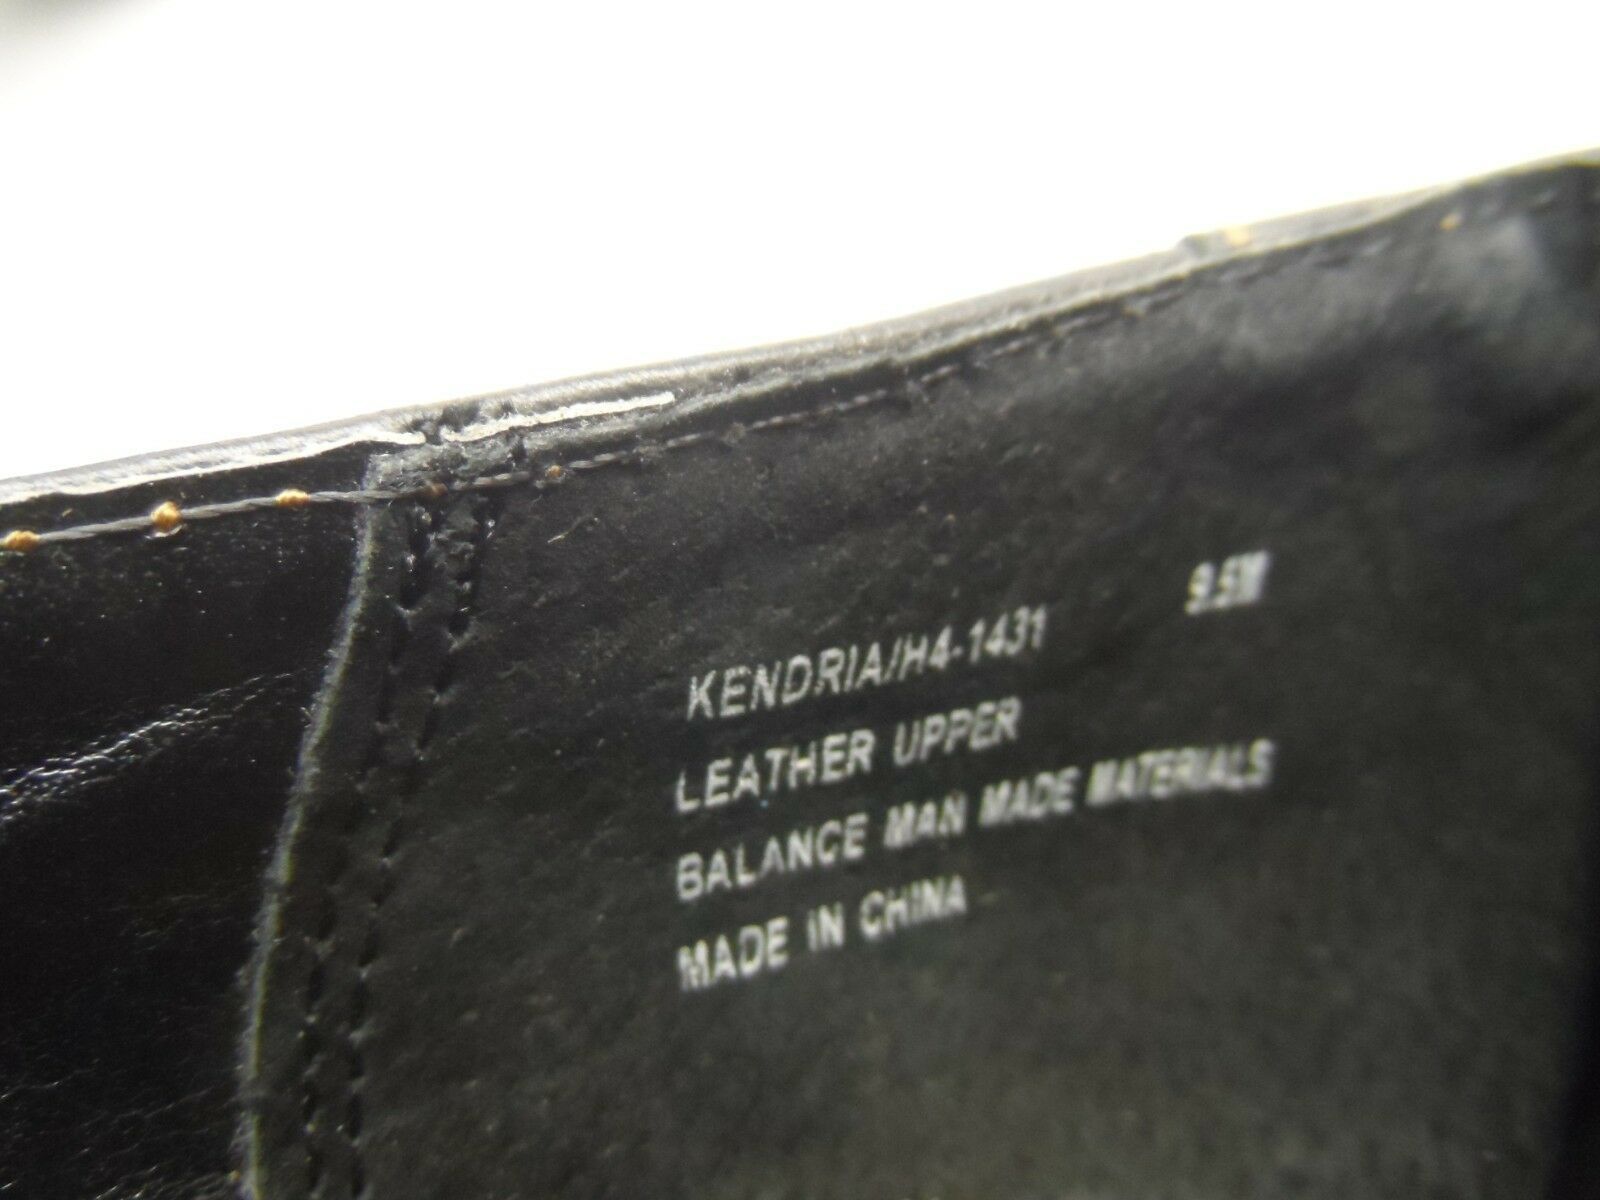 KENDRIA/H4-1431 9.5M
LEATHER UPPER
BALANCE MAN MADE MATERIALS
MADE IN CHINA